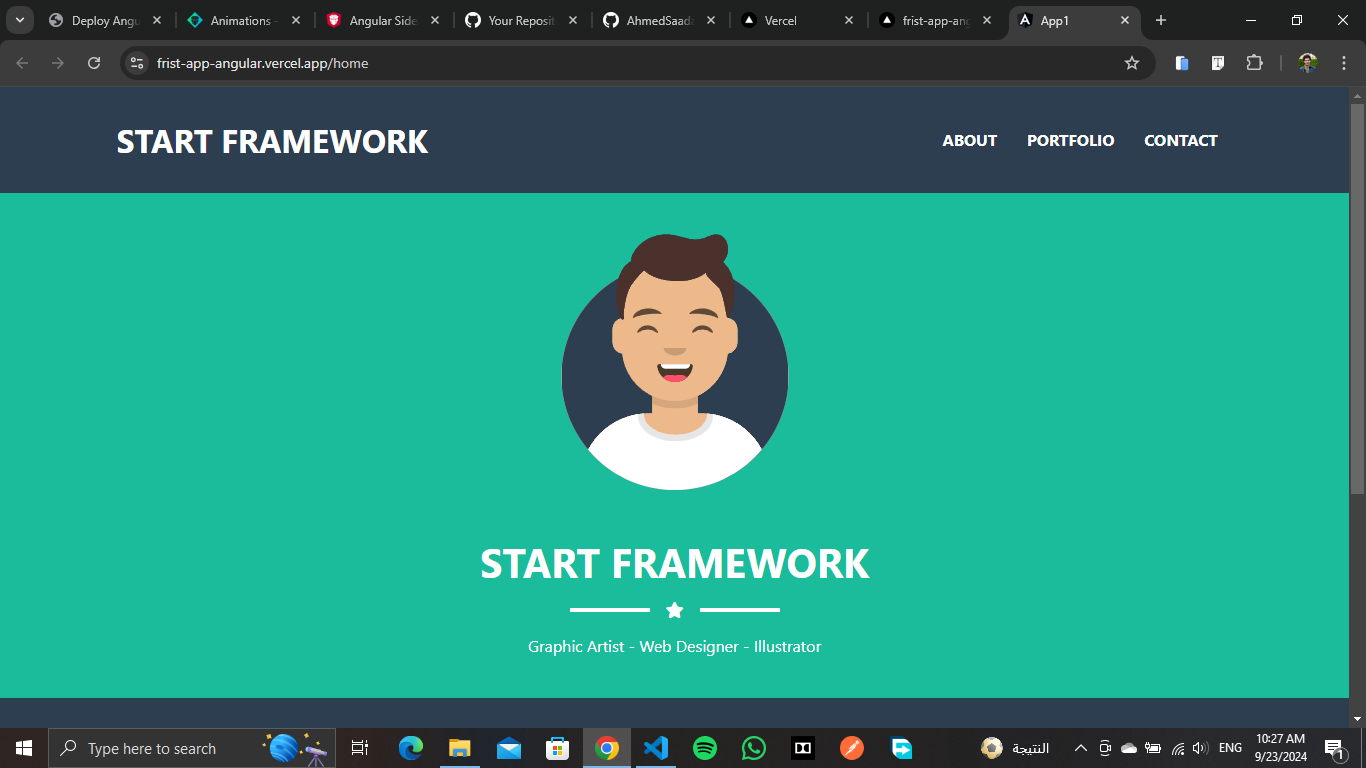 Deploy Angu
Animations -
Angular Side
Your Reposit
AhmedSaada
Vercel
frist-app-ang
App1
frist-app-angular.vercel.app/home
START FRAMEWORK
ABOUT
PORTFOLIO
CONTACT
START FRAMEWORK
Graphic Artist - Web Designer - Illustrator
Type here to search
النتيجة
ENG
10:27 AM
9/23/2024
1